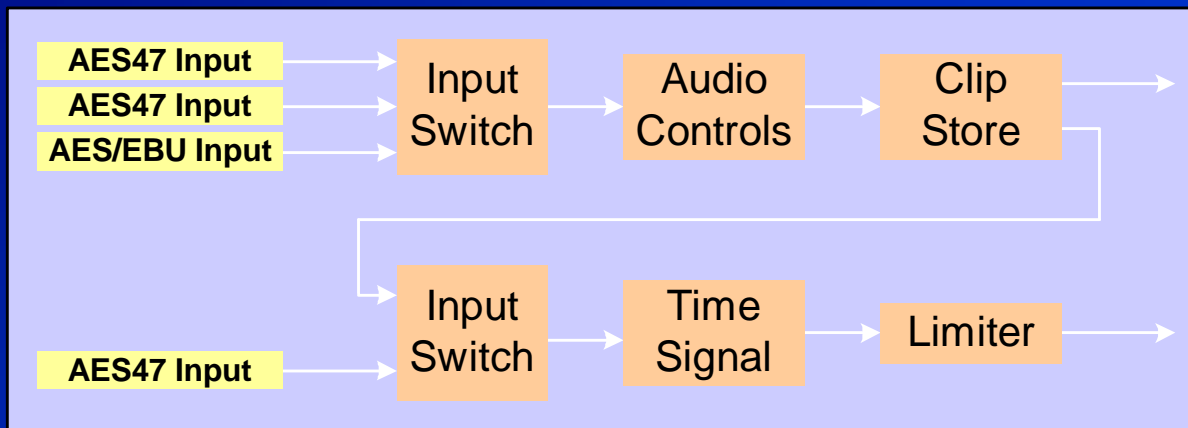 AES47 Input
AES47 Input
AES/EBU Input
Input
Switch
Audio
Controls
Clip
Store
AES47 Input
Input
Switch
Time
Signal
Limiter